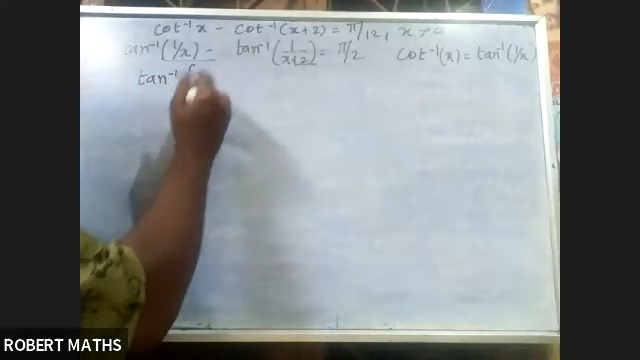 cot⁻¹x − cot⁻¹(x+2) = π/12, x >
tan⁻¹(1/x) − tan⁻¹(1/(x+2)) = π/2 cot⁻¹(x) = tan⁻¹(1/x)
tan⁻¹ (
ROBERT MATHS